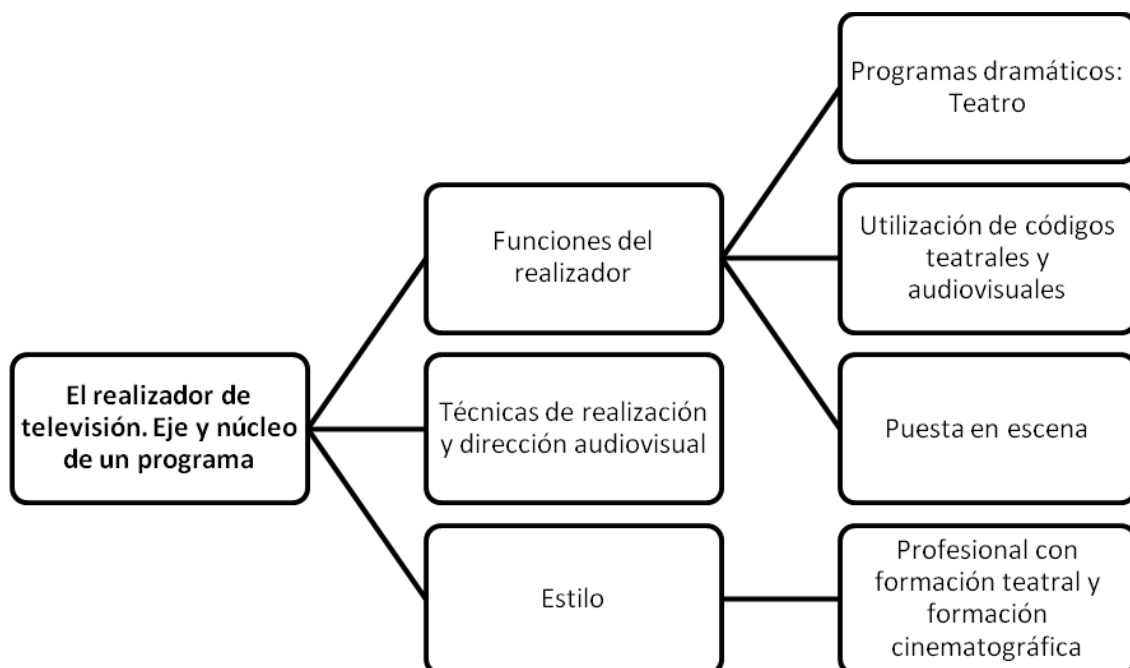 El realizador de
televisión. Eje y núcleo
de un programa
Funciones del
realizador
Técnicas de realización
y dirección audiovisual
Estilo
Programas dramáticos:
Teatro
Utilización de códigos
teatrales y
audiovisuales
Puesta en escena
Profesional con
formación teatral y
formación
cinematográfica